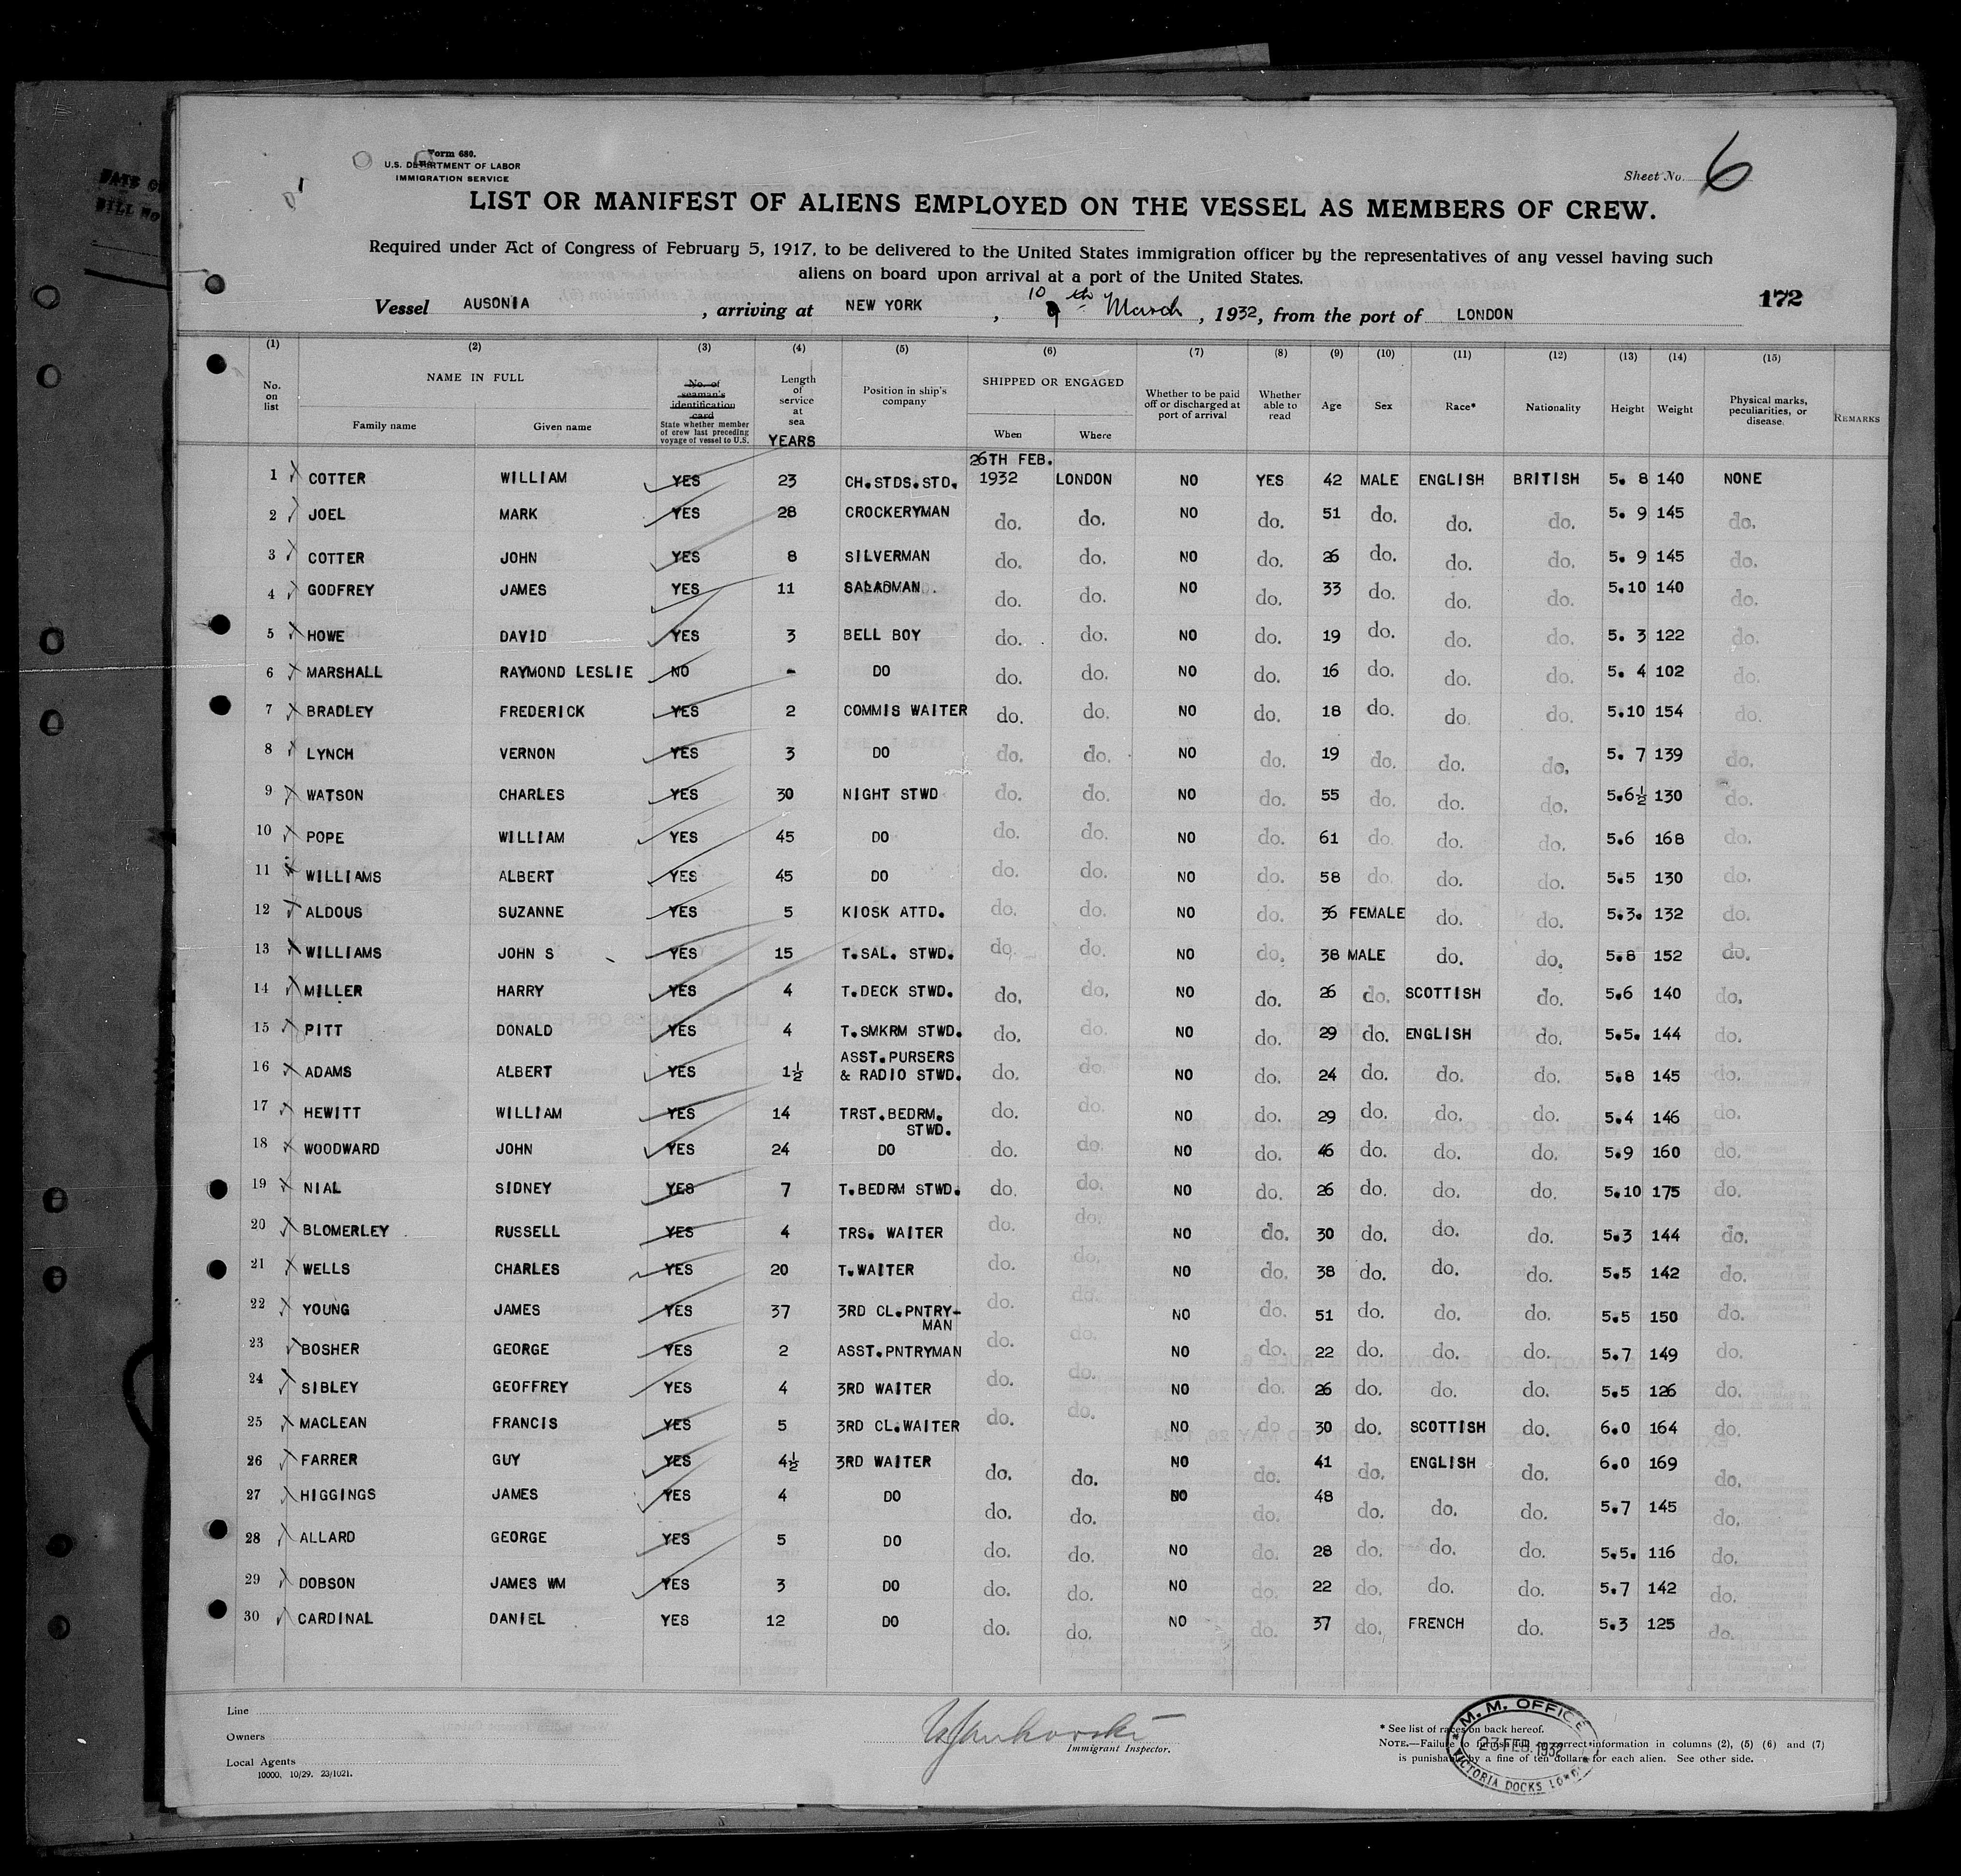 Form 680.
U.S. DEPARTMENT OF LABOR
IMMIGRATION SERVICE
Sheet No. 6
LIST OR MANIFEST OF ALIENS EMPLOYED ON THE VESSEL AS MEMBERS OF CREW.
Required under Act of Congress of February 5, 1917, to be delivered to the United States immigration officer by the representatives of any vessel having such
aliens on board upon arrival at a port of the United States.
172
Vessel AUSONIA, arriving at NEW YORK, 10 th March, 1932, from the port of LONDON
(1) (2) (3) (4) (5) (6) (7) (8) (9) (10) (11) (12) (13) (14) (15)
No. on list NAME IN FULL Family name Given name No. of seaman's identification card State whether member of crew last preceding voyage of vessel to U.S. Length of service at sea YEARS Position in ship's company SHIPPED OR ENGAGED When Where Whether to be paid off or discharged at port of arrival Whether able to read Age Sex Race* Nationality Height Weight Physical marks, peculiarities, or disease. REMARKS
26TH FEB.
1 COTTER WILLIAM YES 23 CH.STDS.STD. 1932 LONDON NO YES 42 MALE ENGLISH BRITISH 5. 8 140 NONE
2 JOEL MARK YES 28 CROCKERYMAN do. do. NO do. 51 do. do. do. 5. 9 145 do.
3 COTTER JOHN YES 8 SILVERMAN do. do. NO do. 26 do. do. do. 5. 9 145 do.
4 GODFREY JAMES YES 11 SALADMAN. do. do. NO do. 33 do. do. do. 5.10 140 do.
5 HOWE DAVID YES 3 BELL BOY do. do. NO do. 19 do. do. do. 5. 3 122 do.
6 MARSHALL RAYMOND LESLIE NO - DO do. do. NO do. 16 do. do. do. 5. 4 102 do.
7 BRADLEY FREDERICK YES 2 COMMIS WAITER do. do. NO do. 18 do. do. do. 5.10 154 do.
8 LYNCH VERNON YES 3 DO do. do. NO do. 19 do. do. do. 5. 7 139 do.
9 WATSON CHARLES YES 30 NIGHT STWD do. do. NO do. 55 do. do. do. 5.6½ 130 do.
10 POPE WILLIAM YES 45 DO do. do. NO do. 61 do. do. do. 5.6 168 do.
11 WILLIAMS ALBERT YES 45 DO do. do. NO do. 58 do. do. do. 5.5 130 do.
12 ALDOUS SUZANNE YES 5 KIOSK ATTD. do. do. NO do. 36 FEMALE do. do. 5.3. 132 do.
13 WILLIAMS JOHN S YES 15 T.SAL. STWD. do. do. NO do. 38 MALE do. do. 5.8 152 do.
14 MILLER HARRY YES 4 T.DECK STWD. do. do. NO do. 26 do. SCOTTISH do. 5.6 140 do.
15 PITT DONALD YES 4 T.SMKRM STWD. do. do. NO do. 29 do. ENGLISH do. 5.5. 144 do.
16 ADAMS ALBERT YES 1½ ASST.PURSERS & RADIO STWD. do. do. NO do. 24 do. do. do. 5.8 145 do.
17 HEWITT WILLIAM YES 14 TRST.BEDRM. STWD. do. do. NO do. 29 do. do. do. 5.4 146 do.
18 WOODWARD JOHN YES 24 DO do. do. NO do. 46 do. do. do. 5.9 160 do.
19 NIAL SIDNEY YES 7 T.BEDRM STWD. do. do. NO do. 26 do. do. do. 5.10 175 do.
20 BLOMERLEY RUSSELL YES 4 TRS. WAITER do. do. NO do. 30 do. do. do. 5.3 144 do.
21 WELLS CHARLES YES 20 T.WAITER do. do. NO do. 38 do. do. do. 5.5 142 do.
22 YOUNG JAMES YES 37 3RD CL.PNTRY-MAN do. do. NO do. 51 do. do. do. 5.5 150 do.
23 BOSHER GEORGE YES 2 ASST.PNTRYMAN do. do. NO do. 22 do. do. do. 5.7 149 do.
24 SIBLEY GEOFFREY YES 4 3RD WAITER do. do. NO do. 26 do. do. do. 5.5 126 do.
25 MACLEAN FRANCIS YES 5 3RD CL.WAITER do. do. NO do 30 do. SCOTTISH do. 6.0 164 do.
26 FARRER GUY YES 4½ 3RD WAITER do. do. NO do. 41 do. ENGLISH do. 6.0 169 do.
27 HIGGINGS JAMES YES 4 DO do. do. NO do. 48 do. do. do. 5.7 145 do.
28 ALLARD GEORGE YES 5 DO do. do. NO do. 28 do. do. do. 5.5. 116 do.
29 DOBSON JAMES WM YES 3 DO do. do. NO do. 22 do. do. do. 5.7 142 do.
30 CARDINAL DANIEL YES 12 DO do. do. NO do. 37 do. FRENCH do. 5.3 125 do.
Line
Owners
Local Agents
10000. 10/29. 23/1021.
Immigrant Inspector.
* See list of races on back hereof.
NOTE.—Failure to furnish correct information in columns (2), (5) (6) and (7)
is punishable by a fine of ten dollars for each alien. See other side.
M. M. OFFICE
23 FEB. 1932
VICTORIA DOCKS LONDON